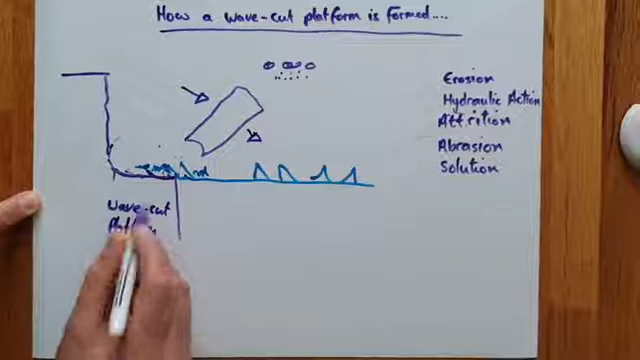 How a wave-cut platform is formed....
Erosion
Hydraulic Action
Attrition
Abrasion
Solution
wave-cut